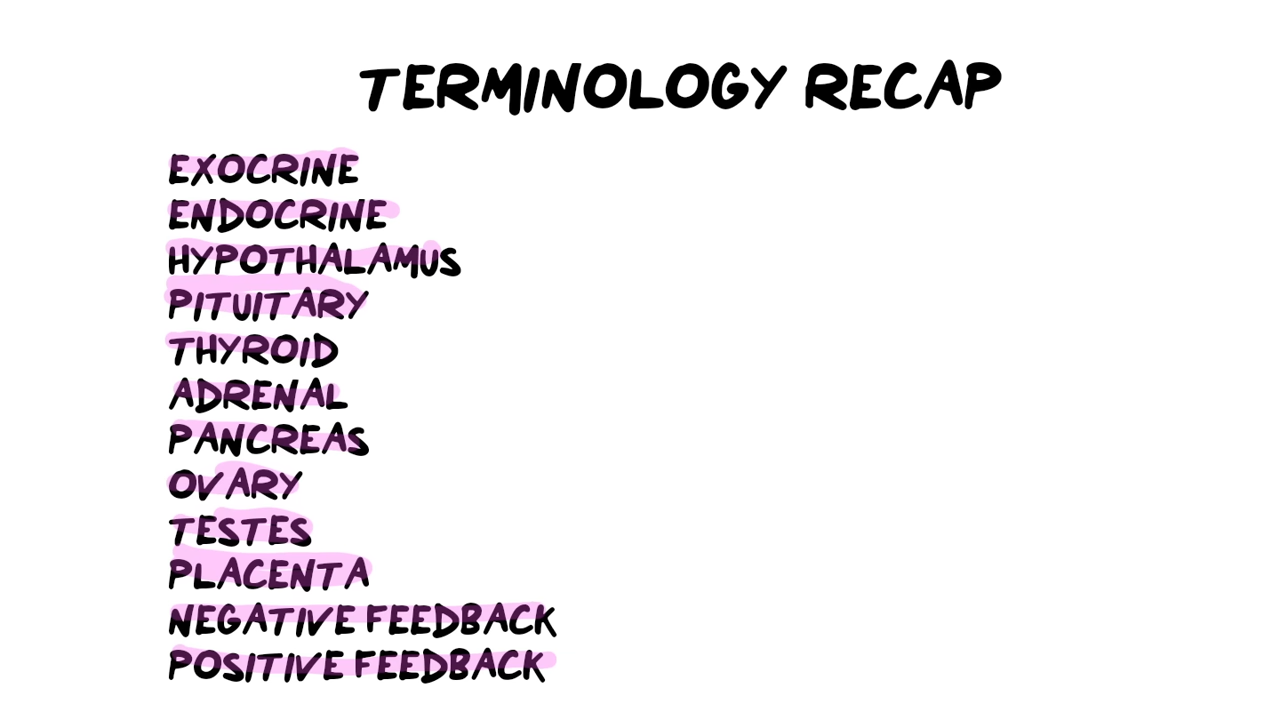 TERMINOLOGY RECAP
EXOCRINE
ENDOCRINE
HYPOTHALAMUS
PITUITARY
THYROID
ADRENAL
PANCREAS
OVARY
TESTES
PLACENTA
NEGATIVE FEEDBACK
POSITIVE FEEDBACK